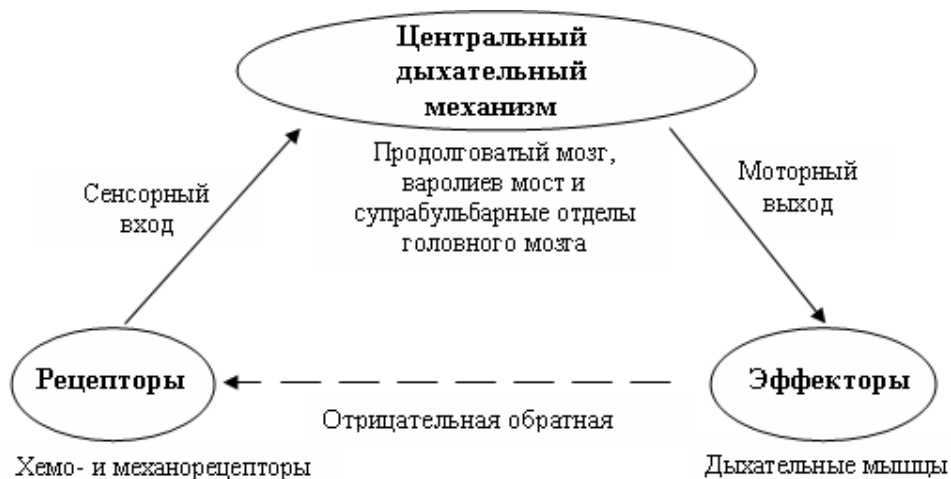 Центральный
дыхательный
механизм
Продолговатый мозг,
варолиев мост и
супрабульбарные отделы
головного мозга
Сенсорный
вход
Моторный
выход
Рецепторы
Эффекторы
Отрицательная обратная
Хемо- и механорецепторы
Дыхательные мышцы